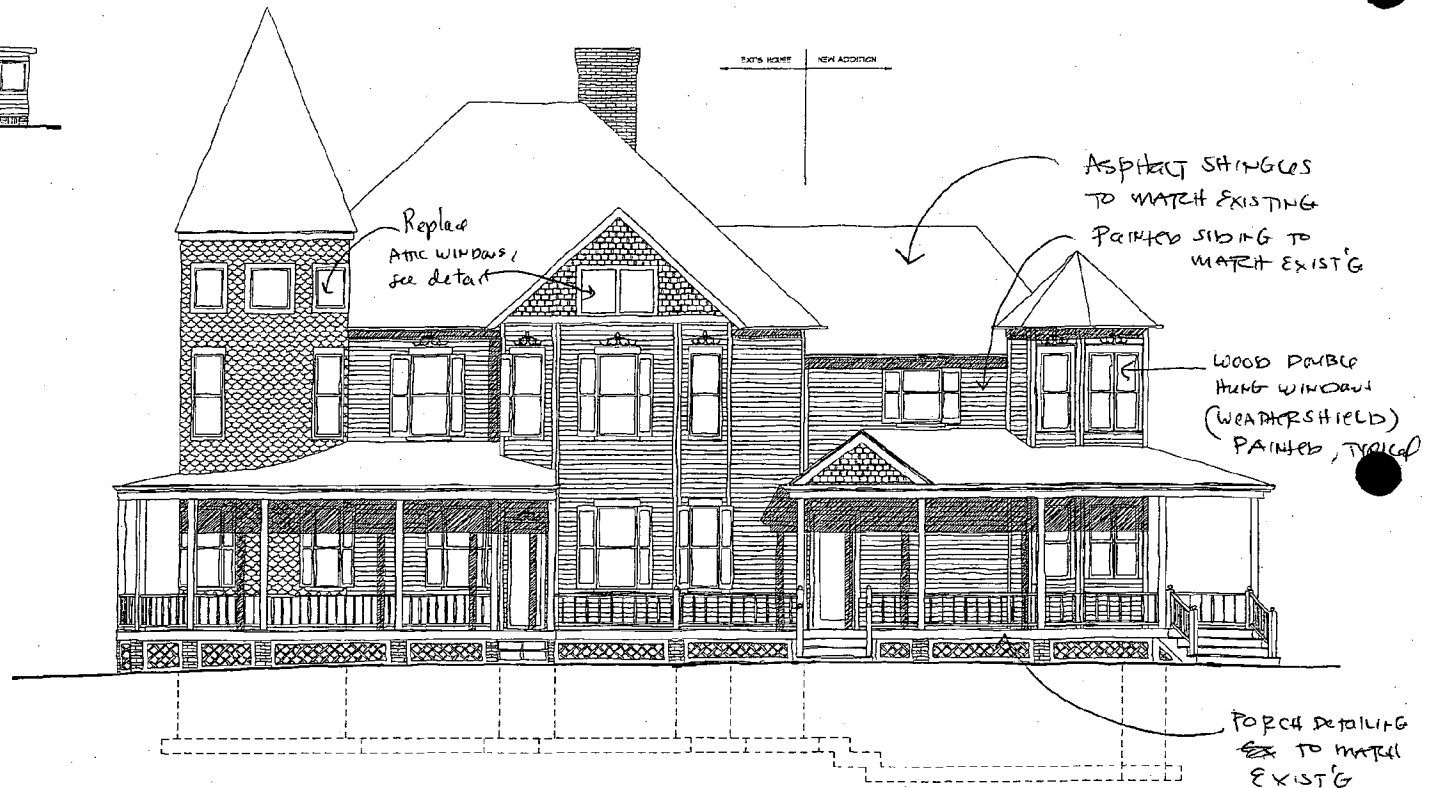 EXT'G HOUSE NEW ADDITION
ASPHALT SHINGLES
TO MATCH EXISTING
PAINTED SIDING TO
MATCH EXIST'G
Replace
ATTIC WINDOWS,
see detail
WOOD DOUBLE
HUNG WINDOWS
(WEATHERSHIELD)
PAINTED, TYPICAL
PORCH DETAILING
TO MATCH
EXIST'G